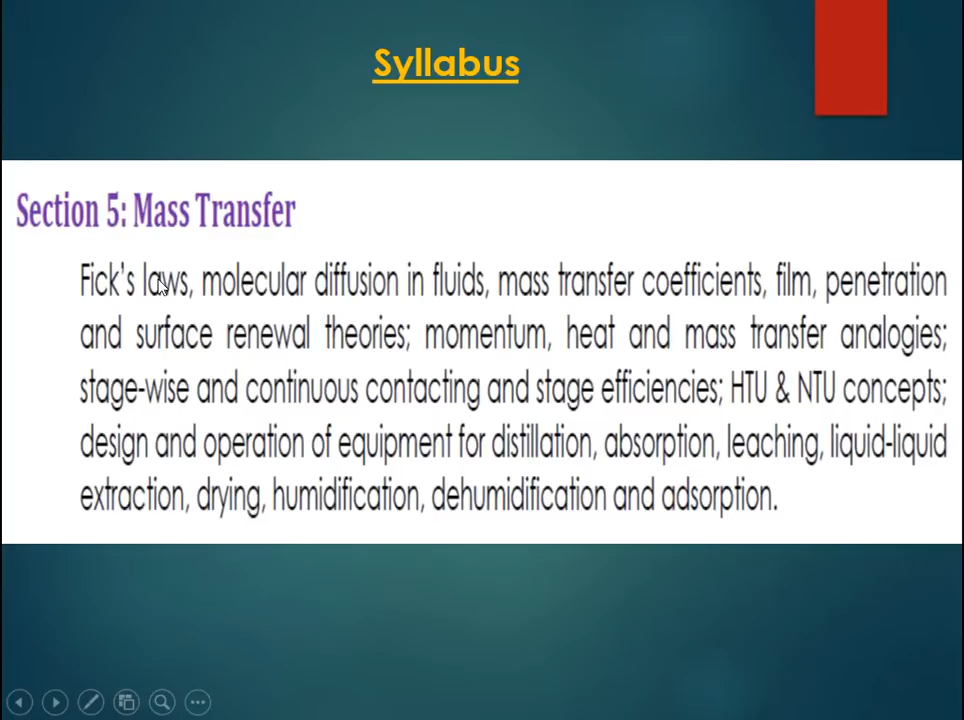 Syllabus
Section 5: Mass Transfer
Fick's laws, molecular diffusion in fluids, mass transfer coefficients, film, penetration
and surface renewal theories; momentum, heat and mass transfer analogies;
stage-wise and continuous contacting and stage efficiencies; HTU & NTU concepts;
design and operation of equipment for distillation, absorption, leaching, liquid-liquid
extraction, drying, humidification, dehumidification and adsorption.